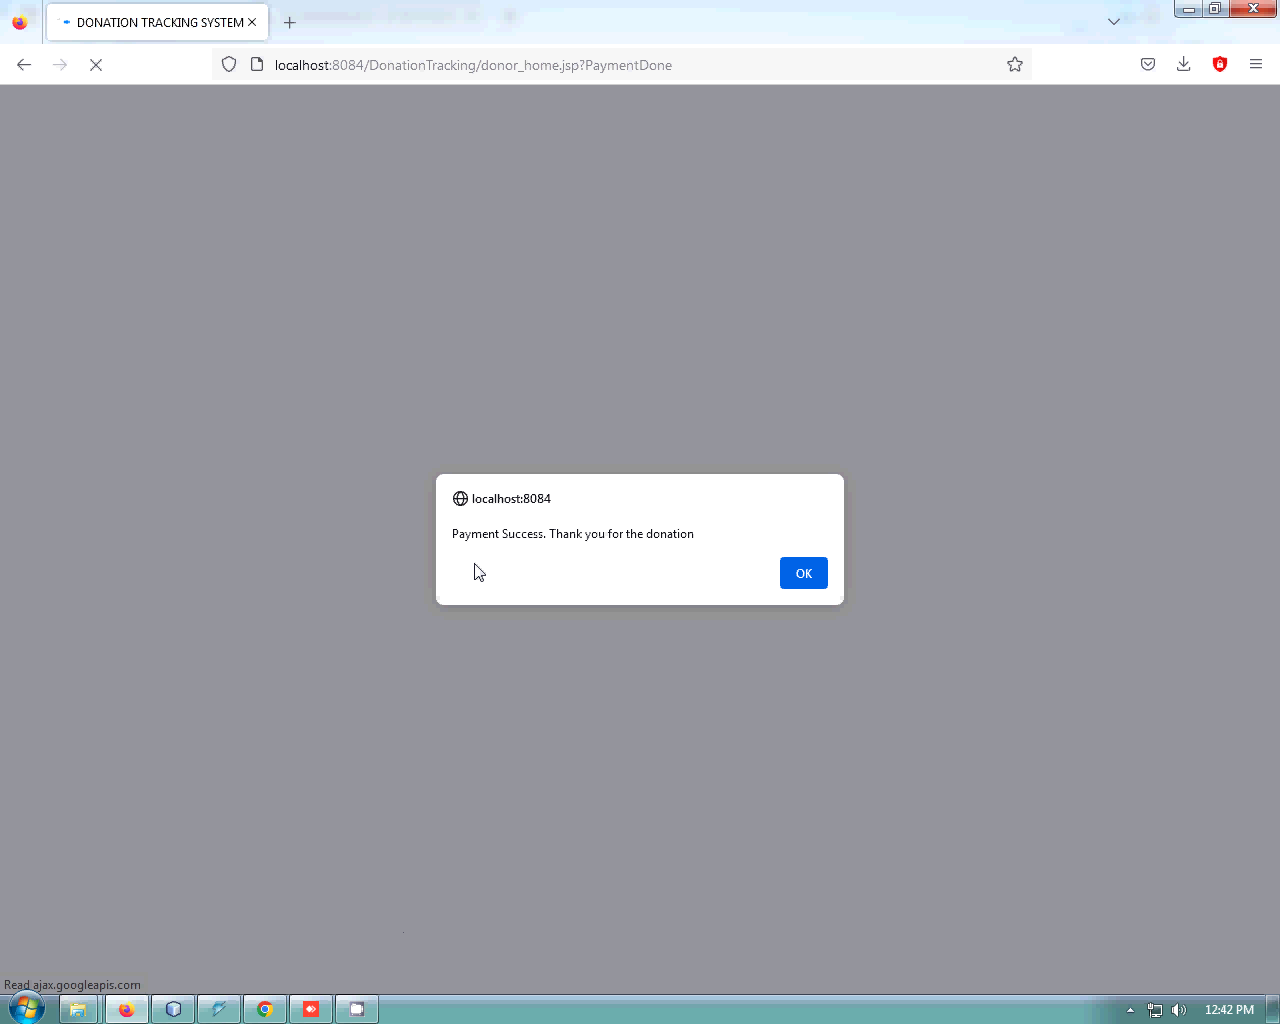 DONATION TRACKING SYSTEM
localhost:8084/DonationTracking/donor_home.jsp?PaymentDone
localhost:8084
Payment Success. Thank you for the donation
OK
Read ajax.googleapis.com
12:42 PM